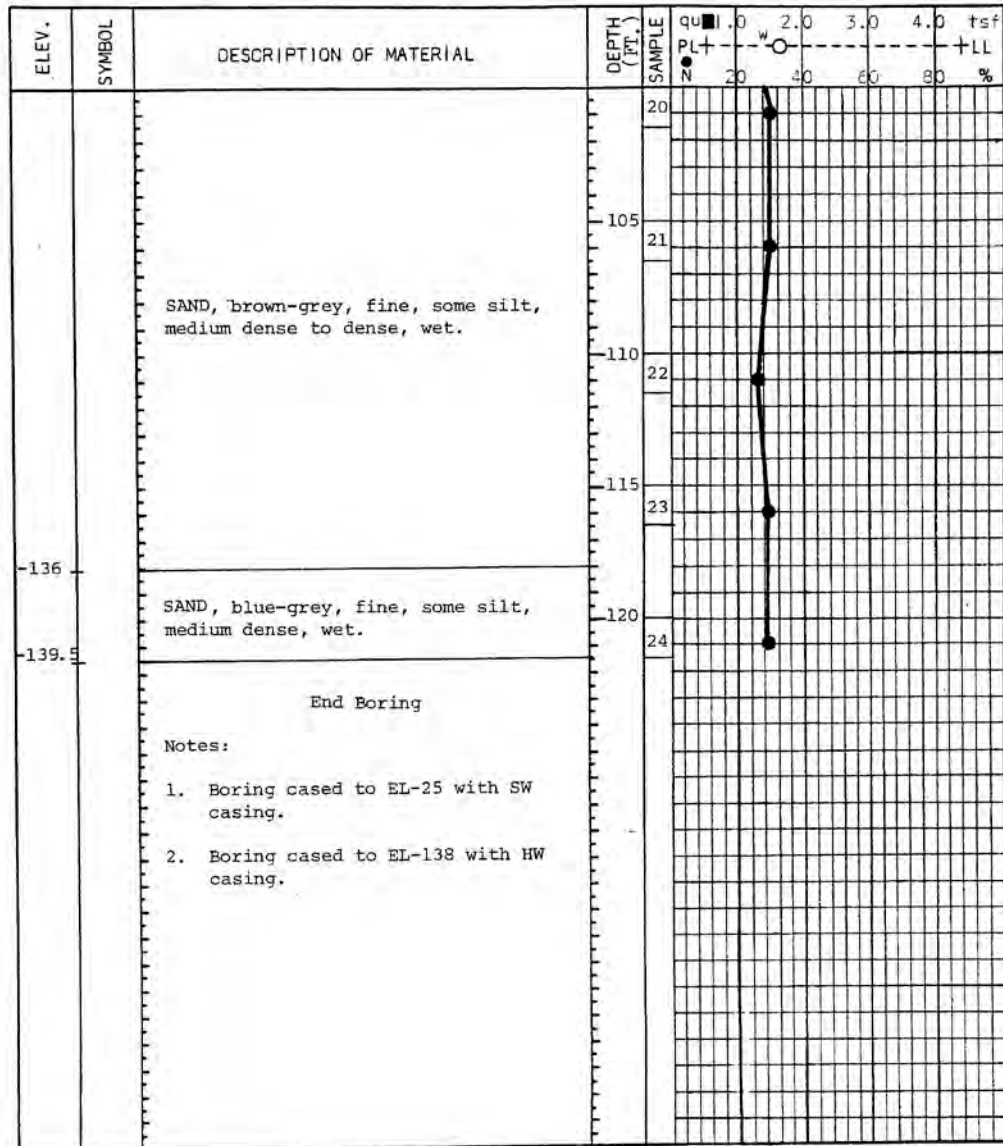 ELEV.
SYMBOL
DESCRIPTION OF MATERIAL
DEPTH
(FT.)
SAMPLE
qu■ 1.0 2.0 3.0 4.0 tsf
W
PL LL
N 20 40 60 80 %
20
105
21
SAND, brown-grey, fine, some silt,
medium dense to dense, wet.
110
22
115
23
-136
SAND, blue-grey, fine, some silt,
medium dense, wet.
120
24
-139.5
End Boring
Notes:
1. Boring cased to EL-25 with SW
casing.
2. Boring cased to EL-138 with HW
casing.